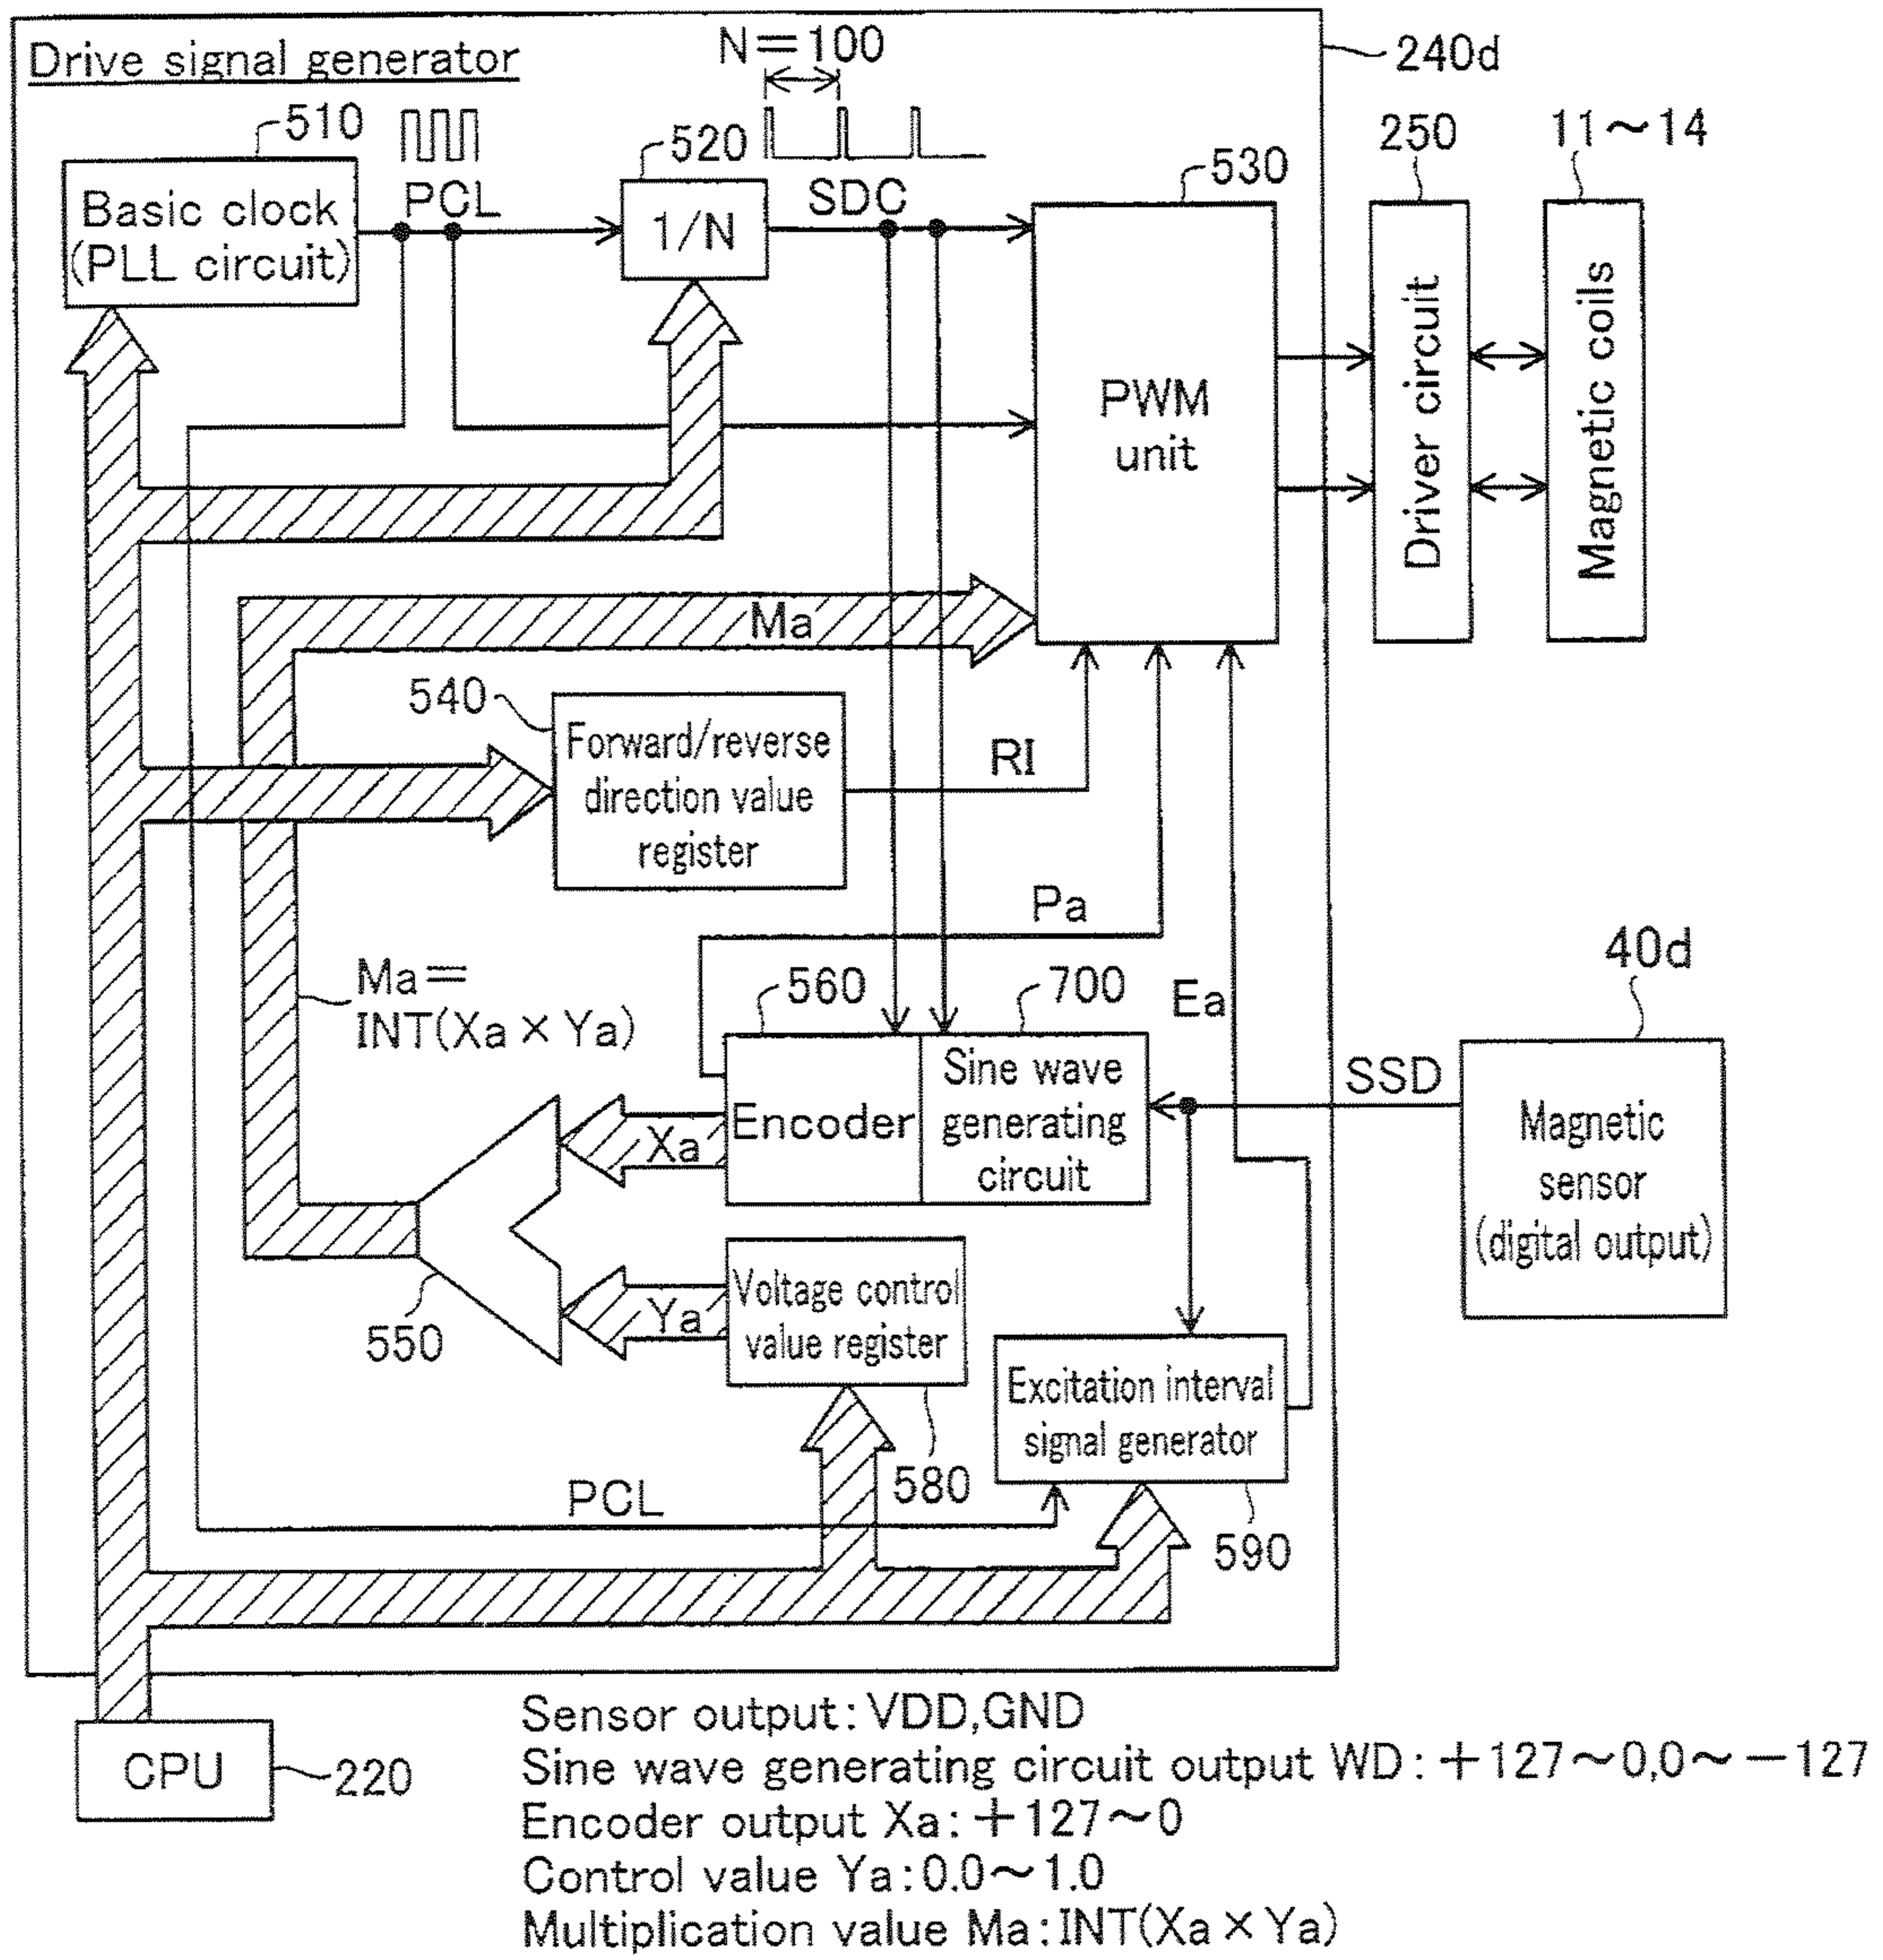 Drive signal generator
N=100
240d
510
520
250
11～14
530
PCL
SDC
Basic clock
(PLL circuit)
1/N
PWM
unit
Driver circuit
Magnetic coils
Ma
540
Forward/reverse
direction value
register
RI
Pa
Ma=
INT(Xa×Ya)
560
700
Ea
40d
SSD
Encoder
Sine wave
generating
circuit
Xa
Magnetic
sensor
(digital output)
550
Ya
Voltage control
value register
580
Excitation interval
signal generator
590
PCL
CPU
220
Sensor output:VDD,GND
Sine wave generating circuit output WD:+127～0,0～－127
Encoder output Xa:+127～0
Control value Ya:0.0～1.0
Multiplication value Ma:INT(Xa×Ya)